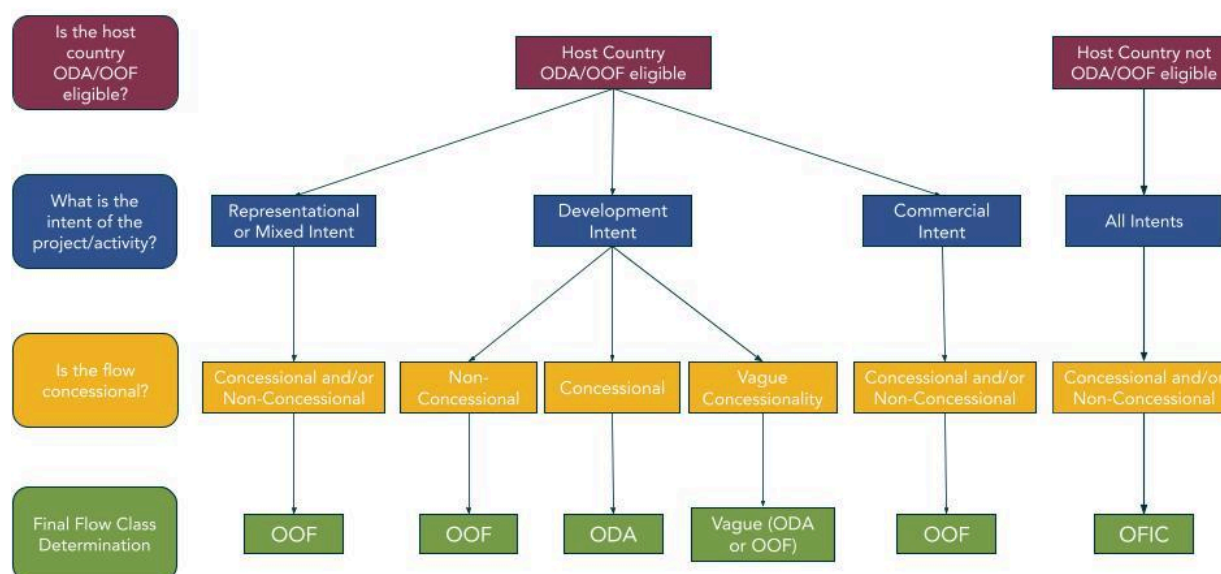 Is the host
country
ODA/OOF
eligible?
Host Country
ODA/OOF eligible
Host Country not
ODA/OOF eligible
What is the
intent of the
project/activity?
Representational
or Mixed Intent
Development
Intent
Commercial
Intent
All Intents
Is the flow
concessional?
Concessional and/or
Non-Concessional
Non-
Concessional
Concessional
Vague
Concessionality
Concessional and/or
Non-Concessional
Concessional and/or
Non-Concessional
Final Flow Class
Determination
OOF
OOF
ODA
Vague (ODA
or OOF)
OOF
OFIC